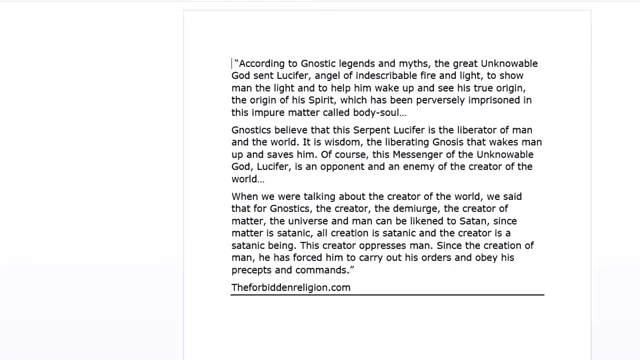 “According to Gnostic legends and myths, the great Unknowable
God sent Lucifer, angel of indescribable fire and light, to show
man the light and to help him wake up and see his true origin,
the origin of his Spirit, which has been perversely imprisoned in
this impure matter called body-soul…
Gnostics believe that this Serpent Lucifer is the liberator of man
and the world. It is wisdom, the liberating Gnosis that wakes man
up and saves him. Of course, this Messenger of the Unknowable
God, Lucifer, is an opponent and an enemy of the creator of the
world…
When we were talking about the creator of the world, we said
that for Gnostics, the creator, the demiurge, the creator of
matter, the universe and man can be likened to Satan, since
matter is satanic, all creation is satanic and the creator is a
satanic being. This creator oppresses man. Since the creation of
man, he has forced him to carry out his orders and obey his
precepts and commands.”
Theforbiddenreligion.com